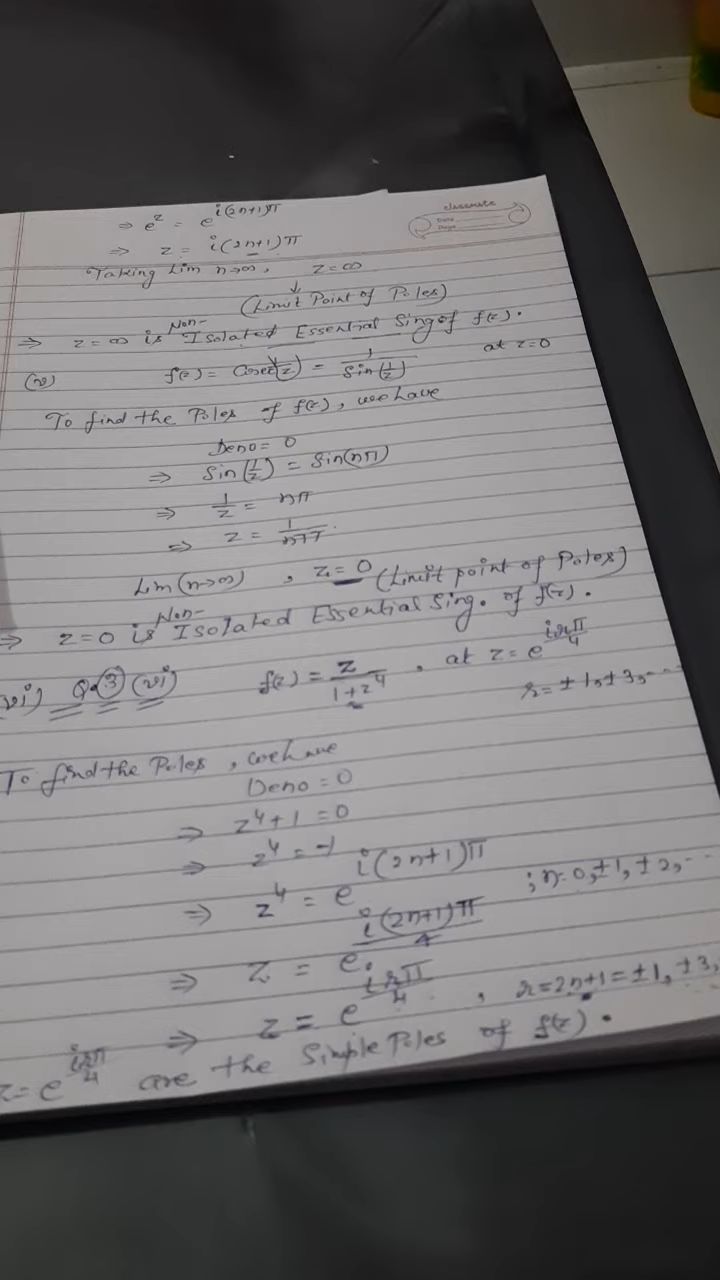 classmate
Date
Page
⇒ e^z = e^{i(2n+1)π}
⇒ z = i(2n+1)π
Taking Lim n→∞, z=∞
↓
(Limit Point of Poles)
⇒ z=∞ is Non-Isolated Essential Sing of f(z).
(v) f(z) = Cosec(1/z) = 1/Sin(1/z) at z=0
To find the Poles of f(z), we have
Deno = 0
⇒ Sin(1/z) = Sin(nπ)
⇒ 1/z = nπ
⇒ z = 1/nπ.
Lim(n→∞), z=0 (Limit point of Poles)
⇒ z=0 is Non-Isolated Essential Sing. of f(z).
(vi) Q.③ (vi) f(z) = z/(1+z^4), at z = e^{irπ/4}
r = ±1, ±3, ---
To find the Poles, we have
Deno = 0
⇒ z^4+1 = 0
⇒ z^4 = -1
⇒ z^4 = e^{i(2n+1)π} ; n=0, ±1, ±2, --
⇒ z = e^{i(2n+1)π/4}
⇒ z = e^{irπ/4}, r=2n+1=±1, ±3,
z = e^{irπ/4} are the Simple Poles of f(z).